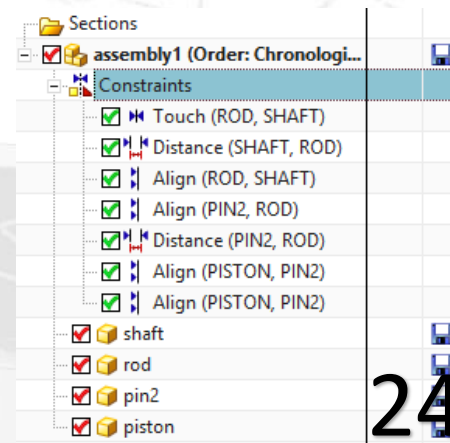 Sections
assembly1 (Order: Chronologi...
Constraints
Touch (ROD, SHAFT)
Distance (SHAFT, ROD)
Align (ROD, SHAFT)
Align (PIN2, ROD)
Distance (PIN2, ROD)
Align (PISTON, PIN2)
Align (PISTON, PIN2)
shaft
rod
pin2
piston
24